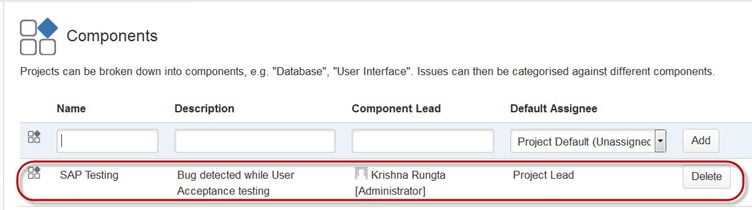 Components
Projects can be broken down into components, e.g. "Database", "User Interface". Issues can then be categorised against different components.
Name Description Component Lead Default Assignee
Project Default (Unassigned Add
SAP Testing Bug detected while User Krishna Rungta Project Lead Delete
Acceptance testing [Administrator]